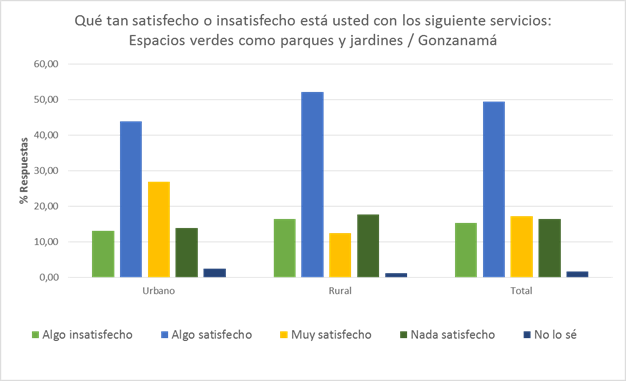 Qué tan satisfecho o insatisfecho está usted con los siguiente servicios:
Espacios verdes como parques y jardines / Gonzanamá
60,00
50,00
40,00
30,00
20,00
10,00
0,00
% Respuestas
Urbano Rural Total
Algo insatisfecho Algo satisfecho Muy satisfecho Nada satisfecho No lo sé